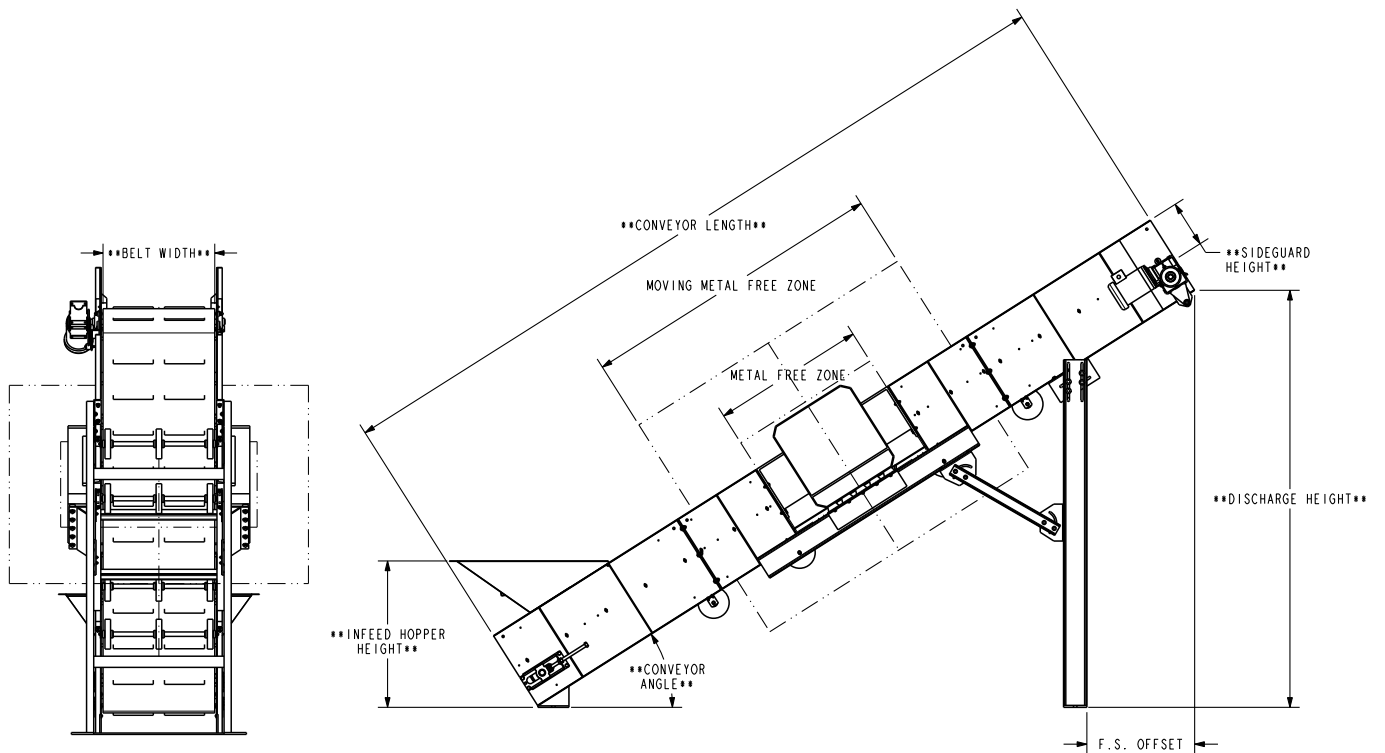 **BELT WIDTH**
**CONVEYOR LENGTH**
MOVING METAL FREE ZONE
METAL FREE ZONE
**SIDEGUARD
HEIGHT**
**DISCHARGE HEIGHT**
**INFEED HOPPER
HEIGHT**
**CONVEYOR
ANGLE**
F.S. OFFSET